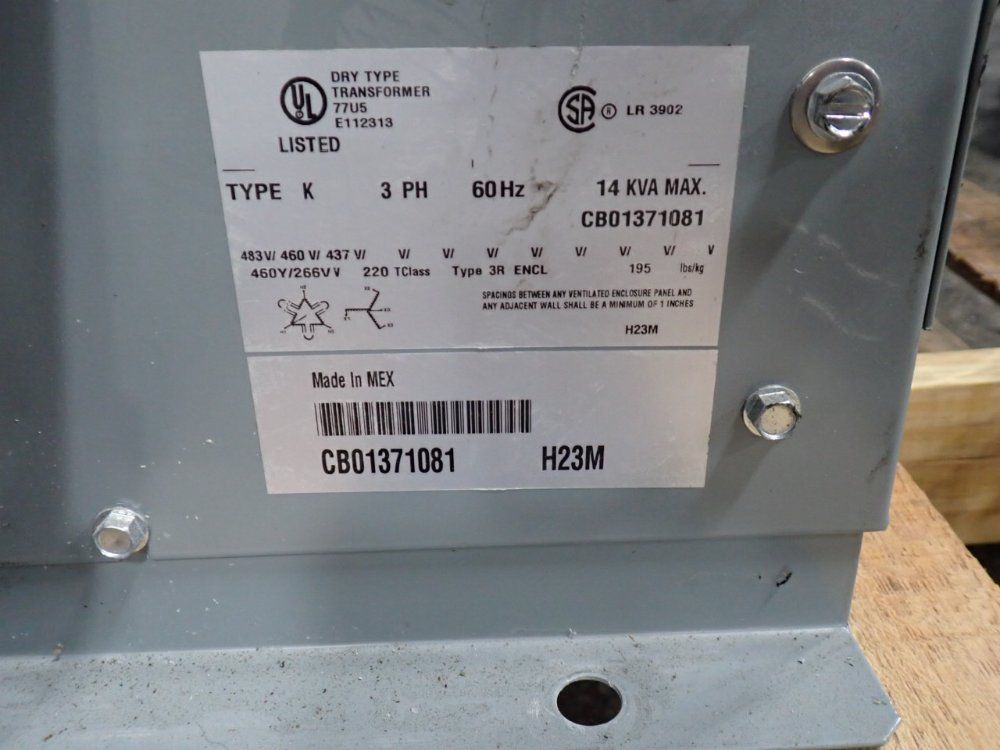 DRY TYPE
TRANSFORMER
77U5
E112313
UL
LISTED
SA ® LR 3902
TYPE K 3 PH 60Hz 14 KVA MAX.
CB01371081
483V/ 460 V/ 437 V/ V/ V/ V/ V/ V/ V/ V/ V
460Y/266V V 220 TClass Type 3R ENCL 195 lbs/kg
SPACINGS BETWEEN ANY VENTILATED ENCLOSURE PANEL AND
ANY ADJACENT WALL SHALL BE A MINIMUM OF 1 INCHES
H23M
Made In MEX
CB01371081 H23M